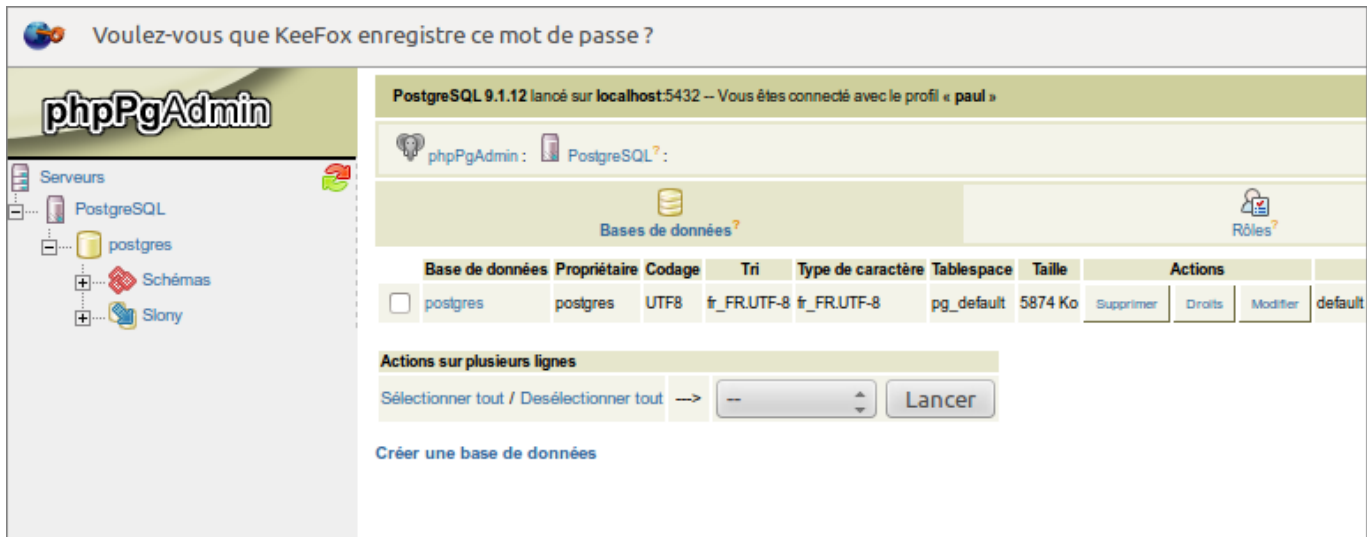 Voulez-vous que KeeFox enregistre ce mot de passe ?
phpPgAdmin
PostgreSQL 9.1.12 lancé sur localhost:5432 -- Vous êtes connecté avec le profil « paul »
phpPgAdmin : PostgreSQL? :
Serveurs
PostgreSQL
postgres
Schémas
Slony
Bases de données? Rôles?
Base de données Propriétaire Codage Tri Type de caractère Tablespace Taille Actions
postgres postgres UTF8 fr_FR.UTF-8 fr_FR.UTF-8 pg_default 5874 Ko Supprimer Droits Modifier default
Actions sur plusieurs lignes
Sélectionner tout / Desélectionner tout ---> -- Lancer
Créer une base de données